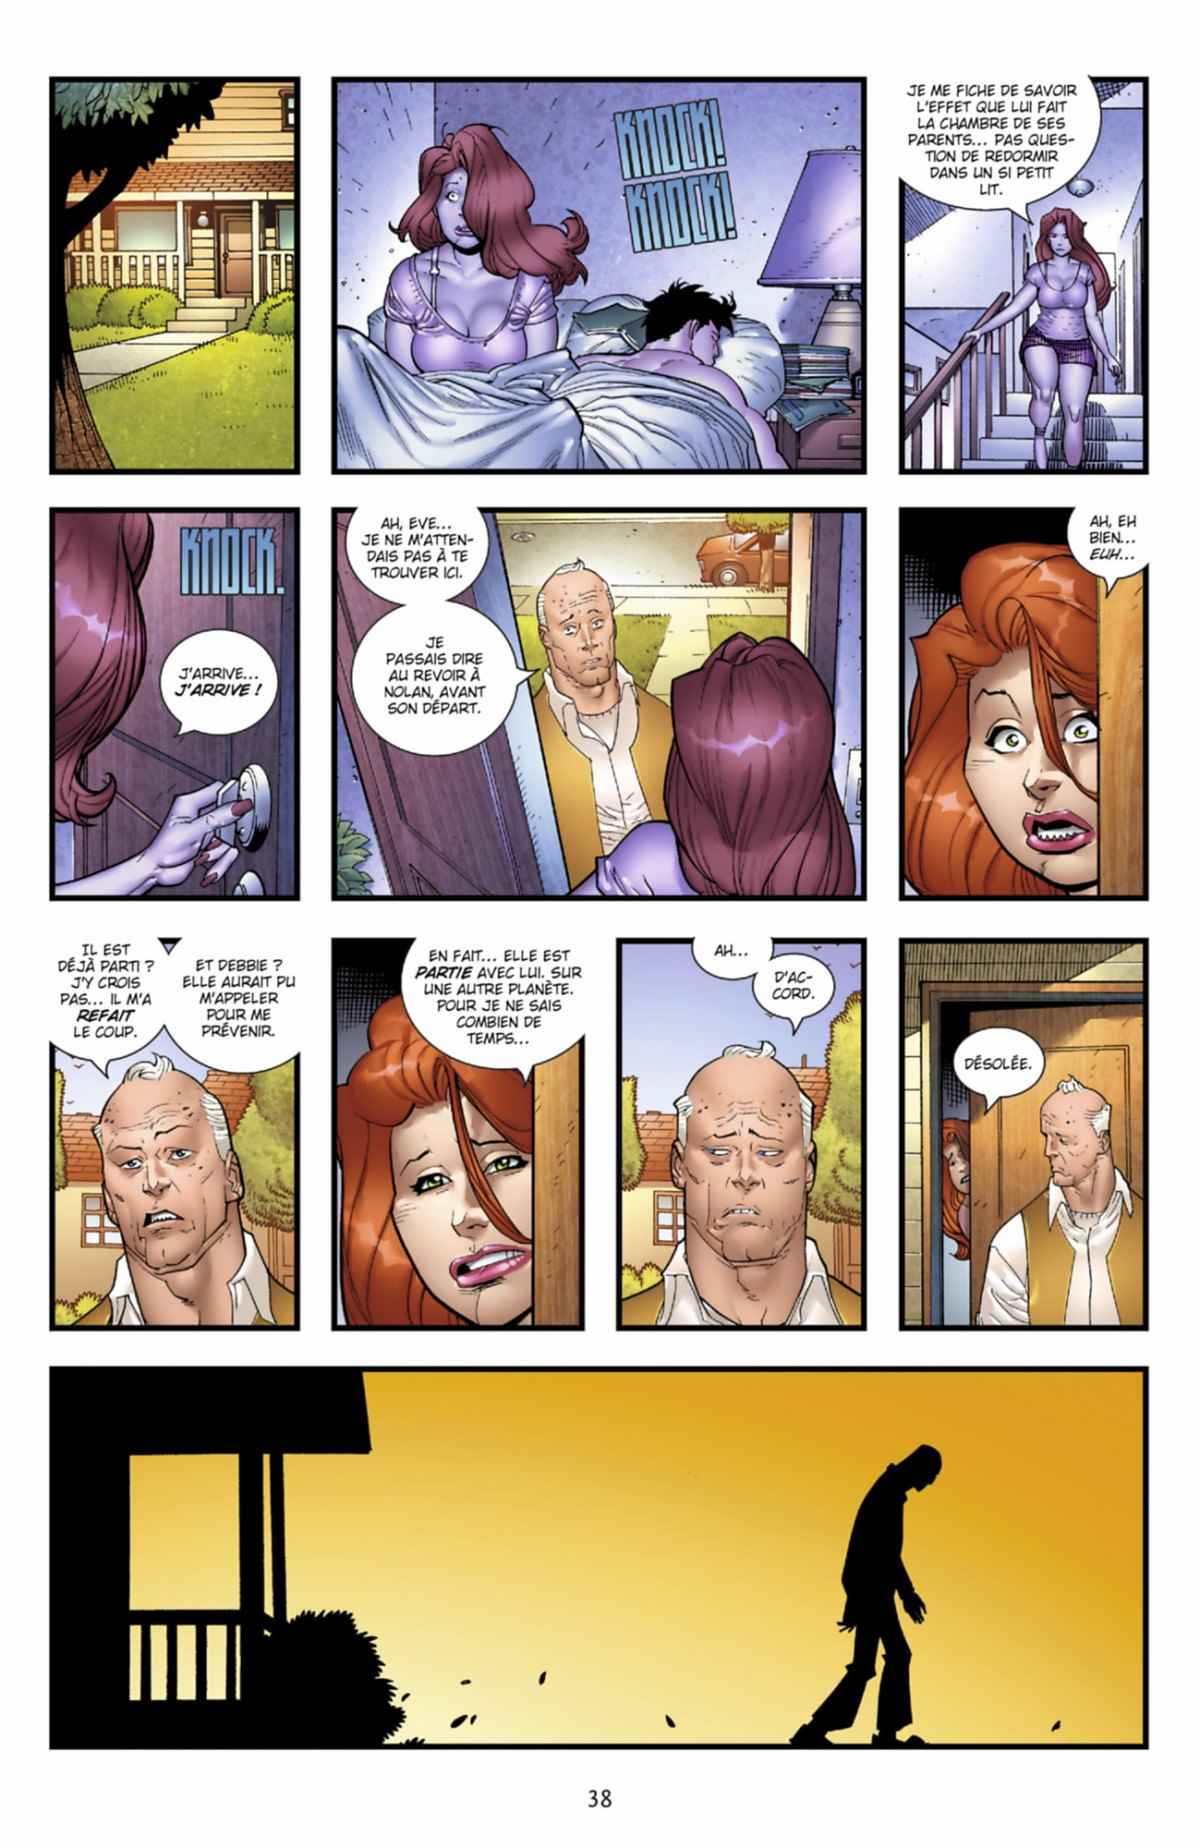 KNOCK!
KNOCK!
JE ME FICHE DE SAVOIR
L'EFFET QUE LUI FAIT
LA CHAMBRE DE SES
PARENTS... PAS QUES-
TION DE REDORMIR
DANS UN SI PETIT
LIT.
KNOCK.
J'ARRIVE...
J'ARRIVE !
AH, EVE...
JE NE M'ATTEN-
DAIS PAS À TE
TROUVER ICI.
JE
PASSAIS DIRE
AU REVOIR À
NOLAN, AVANT
SON DÉPART.
AH, EH
BIEN...
EUH...
IL EST
DÉJÀ PARTI ?
J'Y CROIS
PAS... IL M'A
REFAIT
LE COUP.
ET DEBBIE ?
ELLE AURAIT PU
M'APPELER
POUR ME
PRÉVENIR.
EN FAIT... ELLE EST
PARTIE AVEC LUI. SUR
UNE AUTRE PLANÈTE.
POUR JE NE SAIS
COMBIEN DE
TEMPS...
AH...
D'AC-
CORD.
DÉSOLÉE.
38